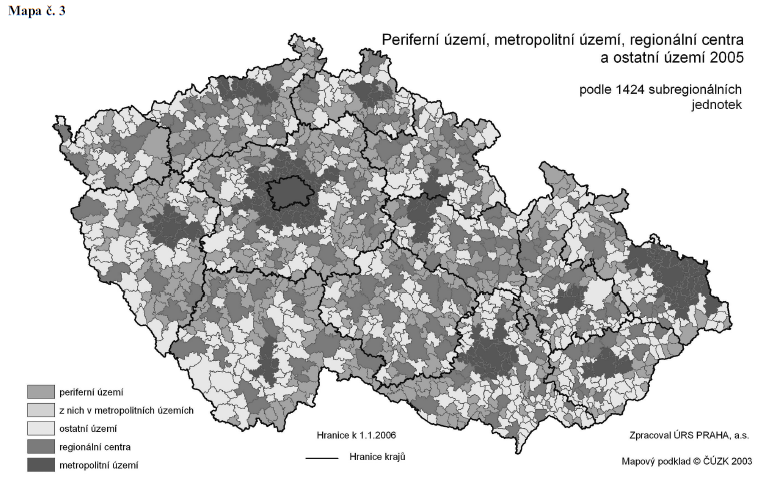 Mapa č. 3
Periferní území, metropolitní území, regionální centra
a ostatní území 2005
podle 1424 subregionálních
jednotek
periferní území
z nich v metropolitních územích
ostatní území
regionální centra
metropolitní území
Hranice k 1.1.2006
Hranice krajů
Zpracoval ÚRS PRAHA, a.s.
Mapový podklad © ČÚZK 2003